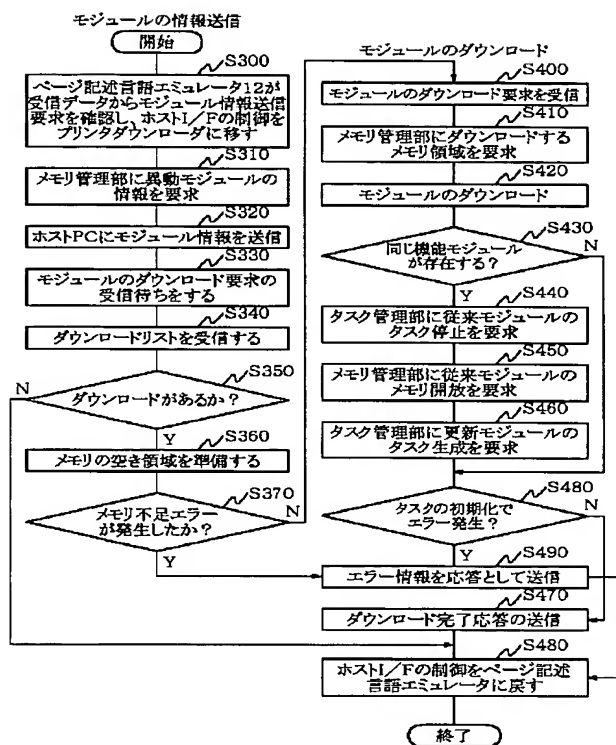 モジュールの情報送信
開始
S300
ページ記述言語エミュレータ12が
受信データからモジュール情報送信
要求を確認し、ホストI/Fの制御を
プリンタダウンローダに移す
S310
メモリ管理部に異動モジュールの
情報を要求
S320
ホストPCにモジュール情報を送信
S330
モジュールのダウンロード要求の
受信待ちをする
S340
ダウンロードリストを受信する
S350
N
ダウンロードがあるか?
Y
S360
メモリの空き領域を準備する
S370
メモリ不足エラー
が発生したか?
N
Y
モジュールのダウンロード
S400
モジュールのダウンロード要求を受信
S410
メモリ管理部にダウンロードする
メモリ領域を要求
S420
モジュールのダウンロード
S430
同じ機能モジュール
が存在する?
N
Y
S440
タスク管理部に従来モジュールの
タスク停止を要求
S450
メモリ管理部に従来モジュールの
メモリ開放を要求
S460
タスク管理部に更新モジュールの
タスク生成を要求
S480
タスクの初期化で
エラー発生?
N
Y
S490
エラー情報を応答として送信
S470
ダウンロード完了応答の送信
S480
ホストI/Fの制御をページ記述
言語エミュレータに戻す
終了